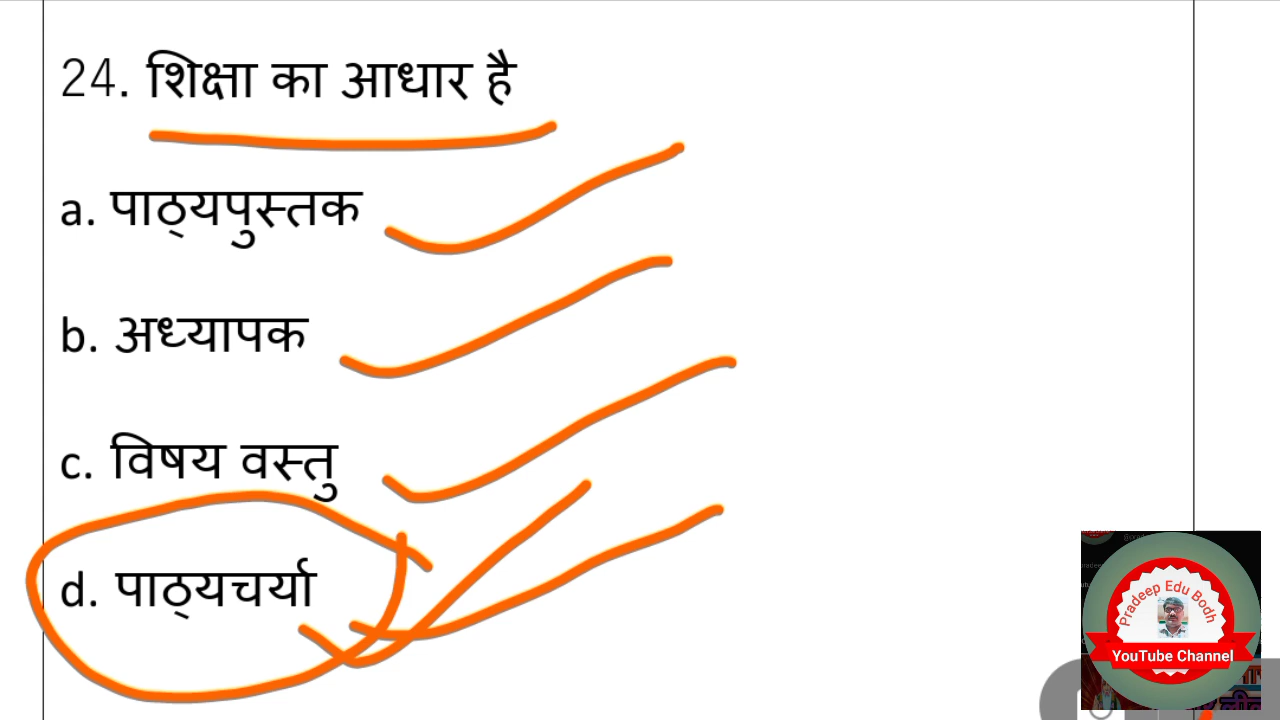 24. शिक्षा का आधार है
a. पाठ्यपुस्तक
b. अध्यापक
c. विषय वस्तु
d. पाठ्यचर्या
Pradeep Edu Bodh
YouTube Channel